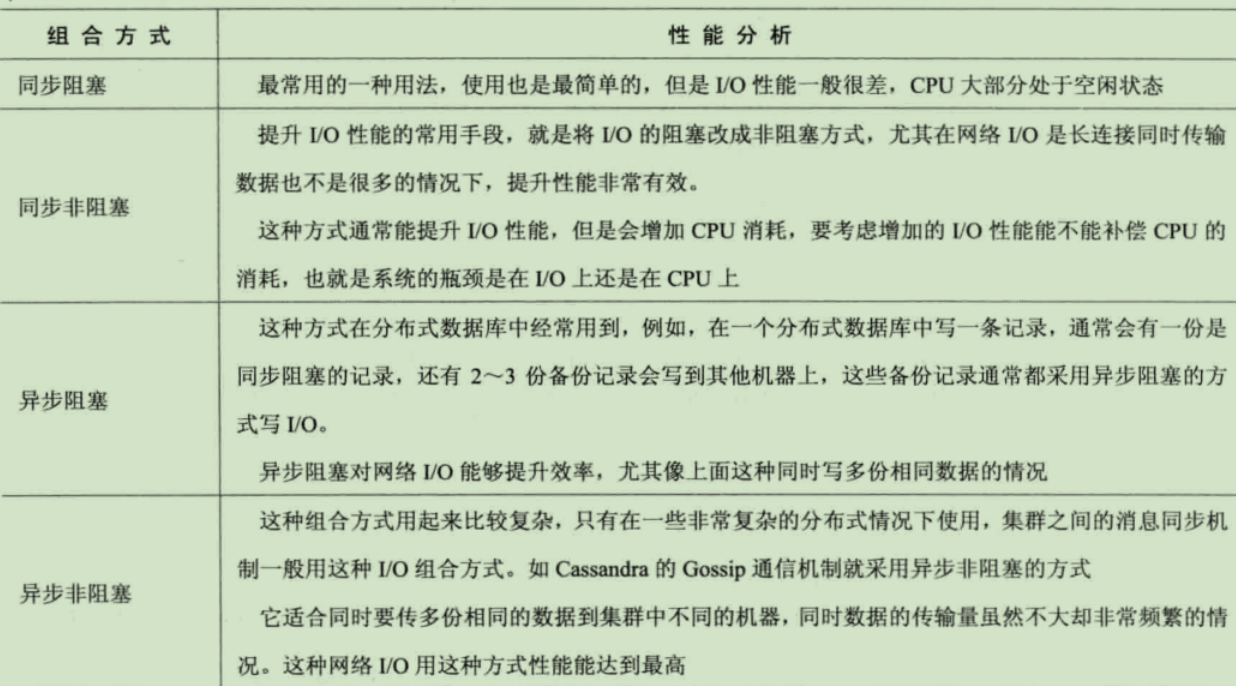 组合方式 性能分析
同步阻塞 最常用的一种用法，使用也是最简单的，但是 I/O 性能一般很差，CPU 大部分处于空闲状态
提升 I/O 性能的常用手段，就是将 I/O 的阻塞改成非阻塞方式，尤其在网络 I/O 是长连接同时传输
数据也不是很多的情况下，提升性能非常有效。
同步非阻塞
这种方式通常能提升 I/O 性能，但是会增加 CPU 消耗，要考虑增加的 I/O 性能能不能补偿 CPU 的
消耗，也就是系统的瓶颈是在 I/O 上还是在 CPU 上
这种方式在分布式数据库中经常用到，例如，在一个分布式数据库中写一条记录，通常会有一份是
同步阻塞的记录，还有 2～3 份备份记录会写到其他机器上，这些备份记录通常都采用异步阻塞的方
异步阻塞
式写 I/O。
异步阻塞对网络 I/O 能够提升效率，尤其像上面这种同时写多份相同数据的情况
这种组合方式用起来比较复杂，只有在一些非常复杂的分布式情况下使用，集群之间的消息同步机
制一般用这种 I/O 组合方式。如 Cassandra 的 Gossip 通信机制就采用异步非阻塞的方式
异步非阻塞
它适合同时要传多份相同的数据到集群中不同的机器，同时数据的传输量虽然不大却非常频繁的情
况。这种网络 I/O 用这种方式性能能达到最高